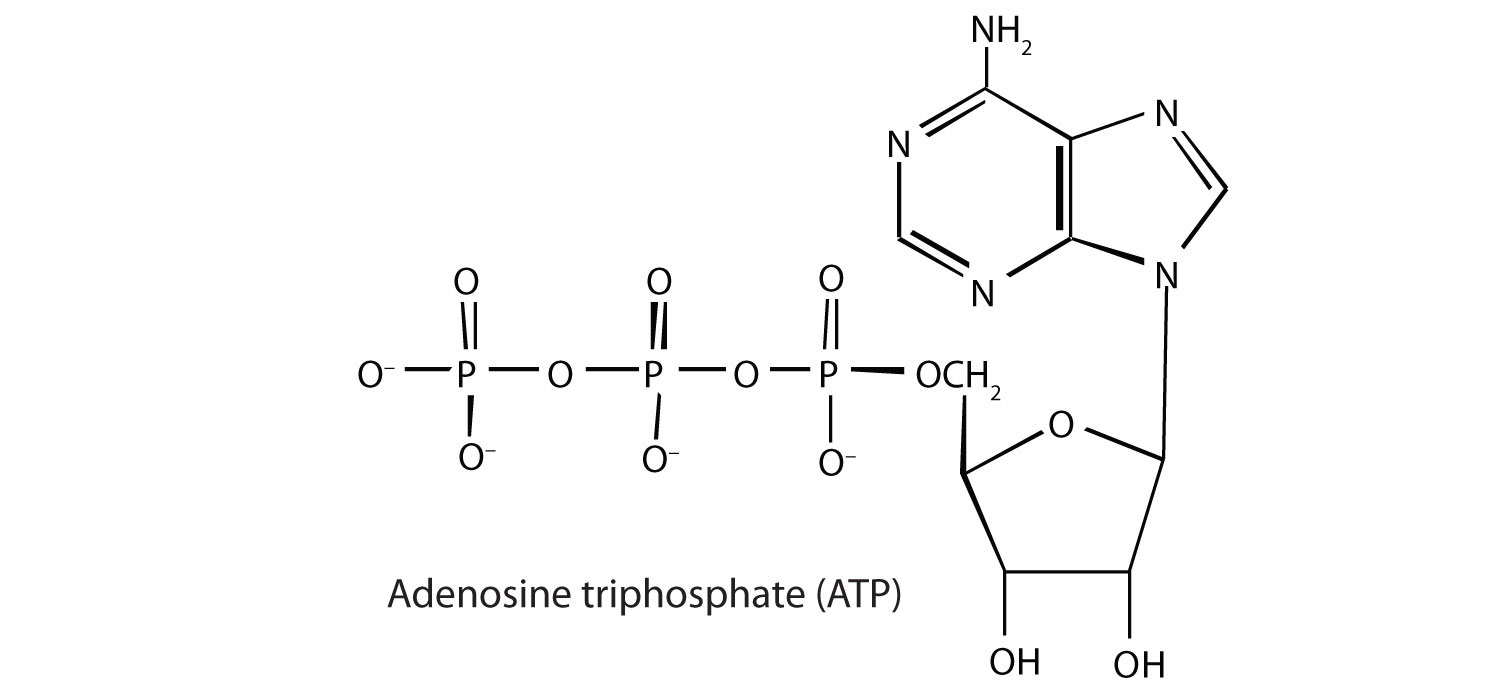 NH₂
N
N
N
N
O O O
O⁻ P O P O P OCH₂
O
O⁻ O⁻ O⁻
Adenosine triphosphate (ATP)
OH OH